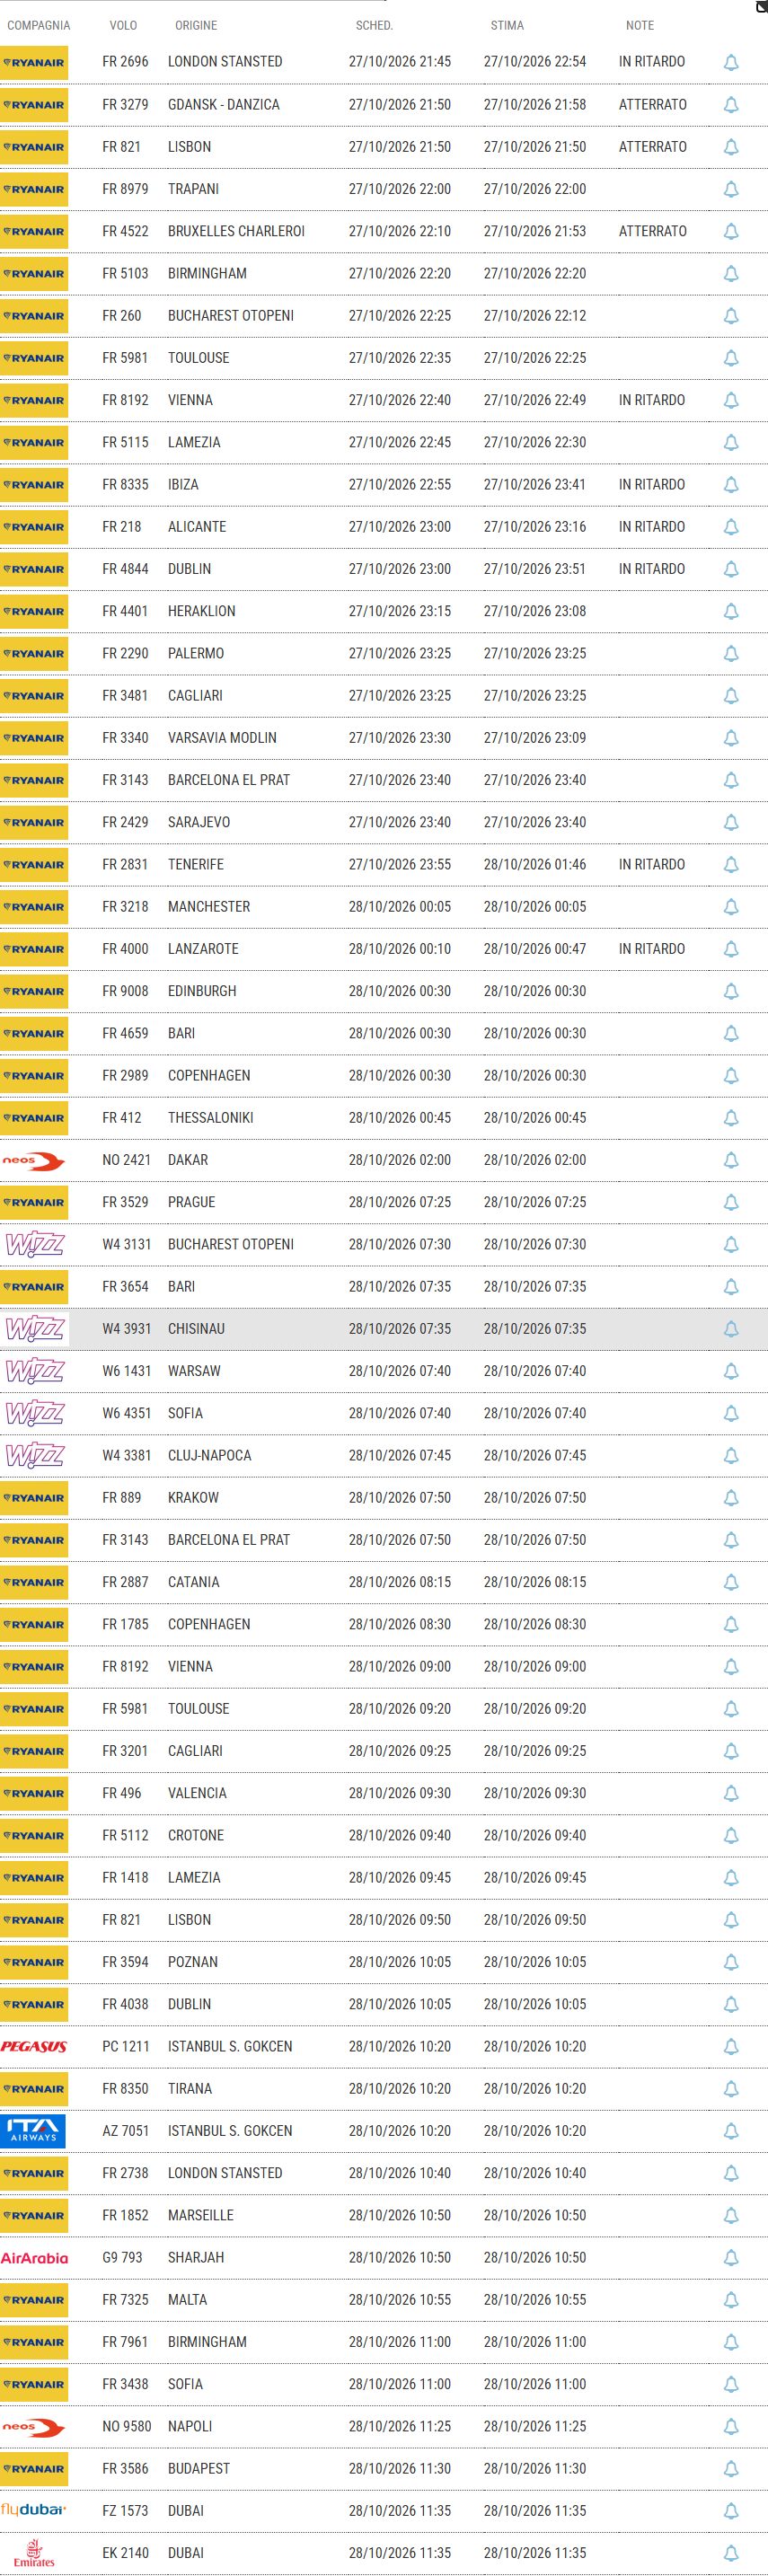 COMPAGNIA VOLO ORIGINE SCHED. STIMA NOTE
RYANAIR FR 2696 LONDON STANSTED 27/10/2026 21:45 27/10/2026 22:54 IN RITARDO
RYANAIR FR 3279 GDANSK - DANZICA 27/10/2026 21:50 27/10/2026 21:58 ATTERRATO
RYANAIR FR 821 LISBON 27/10/2026 21:50 27/10/2026 21:50 ATTERRATO
RYANAIR FR 8979 TRAPANI 27/10/2026 22:00 27/10/2026 22:00
RYANAIR FR 4522 BRUXELLES CHARLEROI 27/10/2026 22:10 27/10/2026 21:53 ATTERRATO
RYANAIR FR 5103 BIRMINGHAM 27/10/2026 22:20 27/10/2026 22:20
RYANAIR FR 260 BUCHAREST OTOPENI 27/10/2026 22:25 27/10/2026 22:12
RYANAIR FR 5981 TOULOUSE 27/10/2026 22:35 27/10/2026 22:25
RYANAIR FR 8192 VIENNA 27/10/2026 22:40 27/10/2026 22:49 IN RITARDO
RYANAIR FR 5115 LAMEZIA 27/10/2026 22:45 27/10/2026 22:30
RYANAIR FR 8335 IBIZA 27/10/2026 22:55 27/10/2026 23:41 IN RITARDO
RYANAIR FR 218 ALICANTE 27/10/2026 23:00 27/10/2026 23:16 IN RITARDO
RYANAIR FR 4844 DUBLIN 27/10/2026 23:00 27/10/2026 23:51 IN RITARDO
RYANAIR FR 4401 HERAKLION 27/10/2026 23:15 27/10/2026 23:08
RYANAIR FR 2290 PALERMO 27/10/2026 23:25 27/10/2026 23:25
RYANAIR FR 3481 CAGLIARI 27/10/2026 23:25 27/10/2026 23:25
RYANAIR FR 3340 VARSAVIA MODLIN 27/10/2026 23:30 27/10/2026 23:09
RYANAIR FR 3143 BARCELONA EL PRAT 27/10/2026 23:40 27/10/2026 23:40
RYANAIR FR 2429 SARAJEVO 27/10/2026 23:40 27/10/2026 23:40
RYANAIR FR 2831 TENERIFE 27/10/2026 23:55 28/10/2026 01:46 IN RITARDO
RYANAIR FR 3218 MANCHESTER 28/10/2026 00:05 28/10/2026 00:05
RYANAIR FR 4000 LANZAROTE 28/10/2026 00:10 28/10/2026 00:47 IN RITARDO
RYANAIR FR 9008 EDINBURGH 28/10/2026 00:30 28/10/2026 00:30
RYANAIR FR 4659 BARI 28/10/2026 00:30 28/10/2026 00:30
RYANAIR FR 2989 COPENHAGEN 28/10/2026 00:30 28/10/2026 00:30
RYANAIR FR 412 THESSALONIKI 28/10/2026 00:45 28/10/2026 00:45
neos NO 2421 DAKAR 28/10/2026 02:00 28/10/2026 02:00
RYANAIR FR 3529 PRAGUE 28/10/2026 07:25 28/10/2026 07:25
Wizz W4 3131 BUCHAREST OTOPENI 28/10/2026 07:30 28/10/2026 07:30
RYANAIR FR 3654 BARI 28/10/2026 07:35 28/10/2026 07:35
Wizz W4 3931 CHISINAU 28/10/2026 07:35 28/10/2026 07:35
Wizz W6 1431 WARSAW 28/10/2026 07:40 28/10/2026 07:40
Wizz W6 4351 SOFIA 28/10/2026 07:40 28/10/2026 07:40
Wizz W4 3381 CLUJ-NAPOCA 28/10/2026 07:45 28/10/2026 07:45
RYANAIR FR 889 KRAKOW 28/10/2026 07:50 28/10/2026 07:50
RYANAIR FR 3143 BARCELONA EL PRAT 28/10/2026 07:50 28/10/2026 07:50
RYANAIR FR 2887 CATANIA 28/10/2026 08:15 28/10/2026 08:15
RYANAIR FR 1785 COPENHAGEN 28/10/2026 08:30 28/10/2026 08:30
RYANAIR FR 8192 VIENNA 28/10/2026 09:00 28/10/2026 09:00
RYANAIR FR 5981 TOULOUSE 28/10/2026 09:20 28/10/2026 09:20
RYANAIR FR 3201 CAGLIARI 28/10/2026 09:25 28/10/2026 09:25
RYANAIR FR 496 VALENCIA 28/10/2026 09:30 28/10/2026 09:30
RYANAIR FR 5112 CROTONE 28/10/2026 09:40 28/10/2026 09:40
RYANAIR FR 1418 LAMEZIA 28/10/2026 09:45 28/10/2026 09:45
RYANAIR FR 821 LISBON 28/10/2026 09:50 28/10/2026 09:50
RYANAIR FR 3594 POZNAN 28/10/2026 10:05 28/10/2026 10:05
RYANAIR FR 4038 DUBLIN 28/10/2026 10:05 28/10/2026 10:05
PEGASUS PC 1211 ISTANBUL S. GOKCEN 28/10/2026 10:20 28/10/2026 10:20
RYANAIR FR 8350 TIRANA 28/10/2026 10:20 28/10/2026 10:20
ITA AIRWAYS AZ 7051 ISTANBUL S. GOKCEN 28/10/2026 10:20 28/10/2026 10:20
RYANAIR FR 2738 LONDON STANSTED 28/10/2026 10:40 28/10/2026 10:40
RYANAIR FR 1852 MARSEILLE 28/10/2026 10:50 28/10/2026 10:50
AirArabia G9 793 SHARJAH 28/10/2026 10:50 28/10/2026 10:50
RYANAIR FR 7325 MALTA 28/10/2026 10:55 28/10/2026 10:55
RYANAIR FR 7961 BIRMINGHAM 28/10/2026 11:00 28/10/2026 11:00
RYANAIR FR 3438 SOFIA 28/10/2026 11:00 28/10/2026 11:00
neos NO 9580 NAPOLI 28/10/2026 11:25 28/10/2026 11:25
RYANAIR FR 3586 BUDAPEST 28/10/2026 11:30 28/10/2026 11:30
flydubai FZ 1573 DUBAI 28/10/2026 11:35 28/10/2026 11:35
Emirates EK 2140 DUBAI 28/10/2026 11:35 28/10/2026 11:35